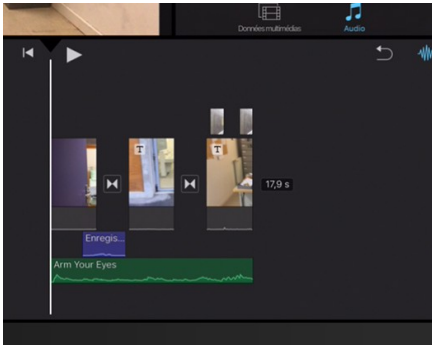 Données multimédias
Audio
T
T
17,9 s
Enregis...
Arm Your Eyes